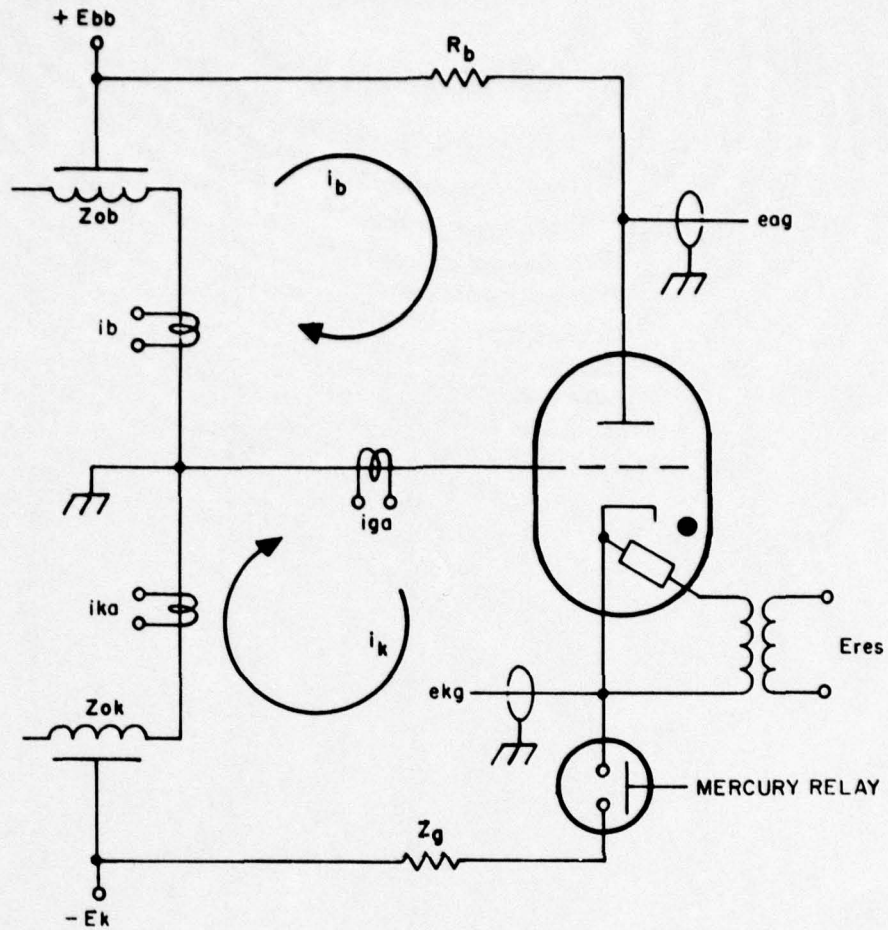 + Ebb
Rb
Zob
ib
eag
ib
iga
ika
ik
Eres
ekg
Zok
MERCURY RELAY
Zg
- Ek